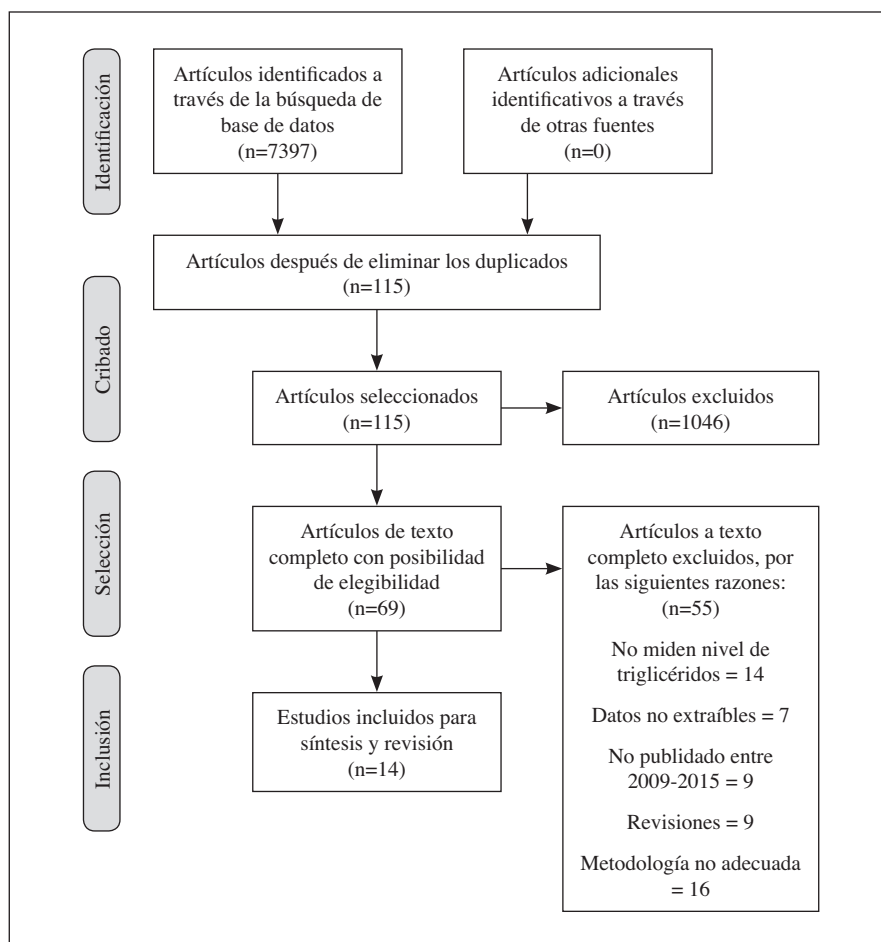 Identificación
Artículos identificados a
través de la búsqueda de
base de datos
(n=7397)
Artículos adicionales
identificativos a través
de otras fuentes
(n=0)
Cribado
Artículos después de eliminar los duplicados
(n=115)
Artículos seleccionados
(n=115)
Artículos excluidos
(n=1046)
Selección
Artículos de texto
completo con posibilidad
de elegibilidad
(n=69)
Artículos a texto
completo excluidos, por
las siguientes razones:
(n=55)
No miden nivel de
triglicéridos = 14
Datos no extraíbles = 7
No publidado entre
2009-2015 = 9
Revisiones = 9
Metodología no adecuada
= 16
Inclusión
Estudios incluidos para
síntesis y revisión
(n=14)